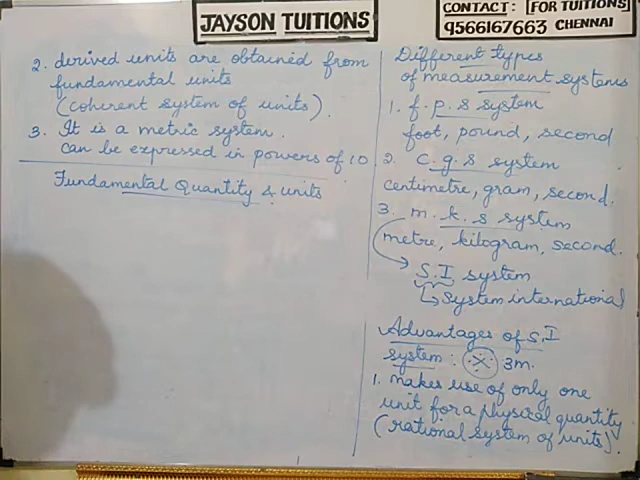 JAYSON TUITIONS
CONTACT: [FOR TUITIONS]
9566167663 CHENNAI
Different types
of measurement systems
1. f.p.s system
foot, pound, second
2. c.g.s system
centimetre, gram, second.
3. m.k.s system
metre, kilogram, second.
S.I system
↳ System international
Advantages of S.I
system: 3m.
1. makes use of only one
unit for a physical quantity
(rational system of units).
2. derived units are obtained from
fundamental units
(coherent system of units).
3. It is a metric system.
can be expressed in powers of 10.
Fundamental Quantity & units